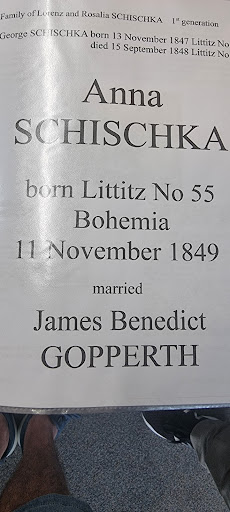 Family of Lorenz and Rosalia SCHISCHKA 1st generation
George SCHISCHKA born 13 November 1847 Littitz No
died 15 September 1848 Littitz No
Anna
SCHISCHKA
born Littitz No 55
Bohemia
11 November 1849
married
James Benedict
GOPPERTH